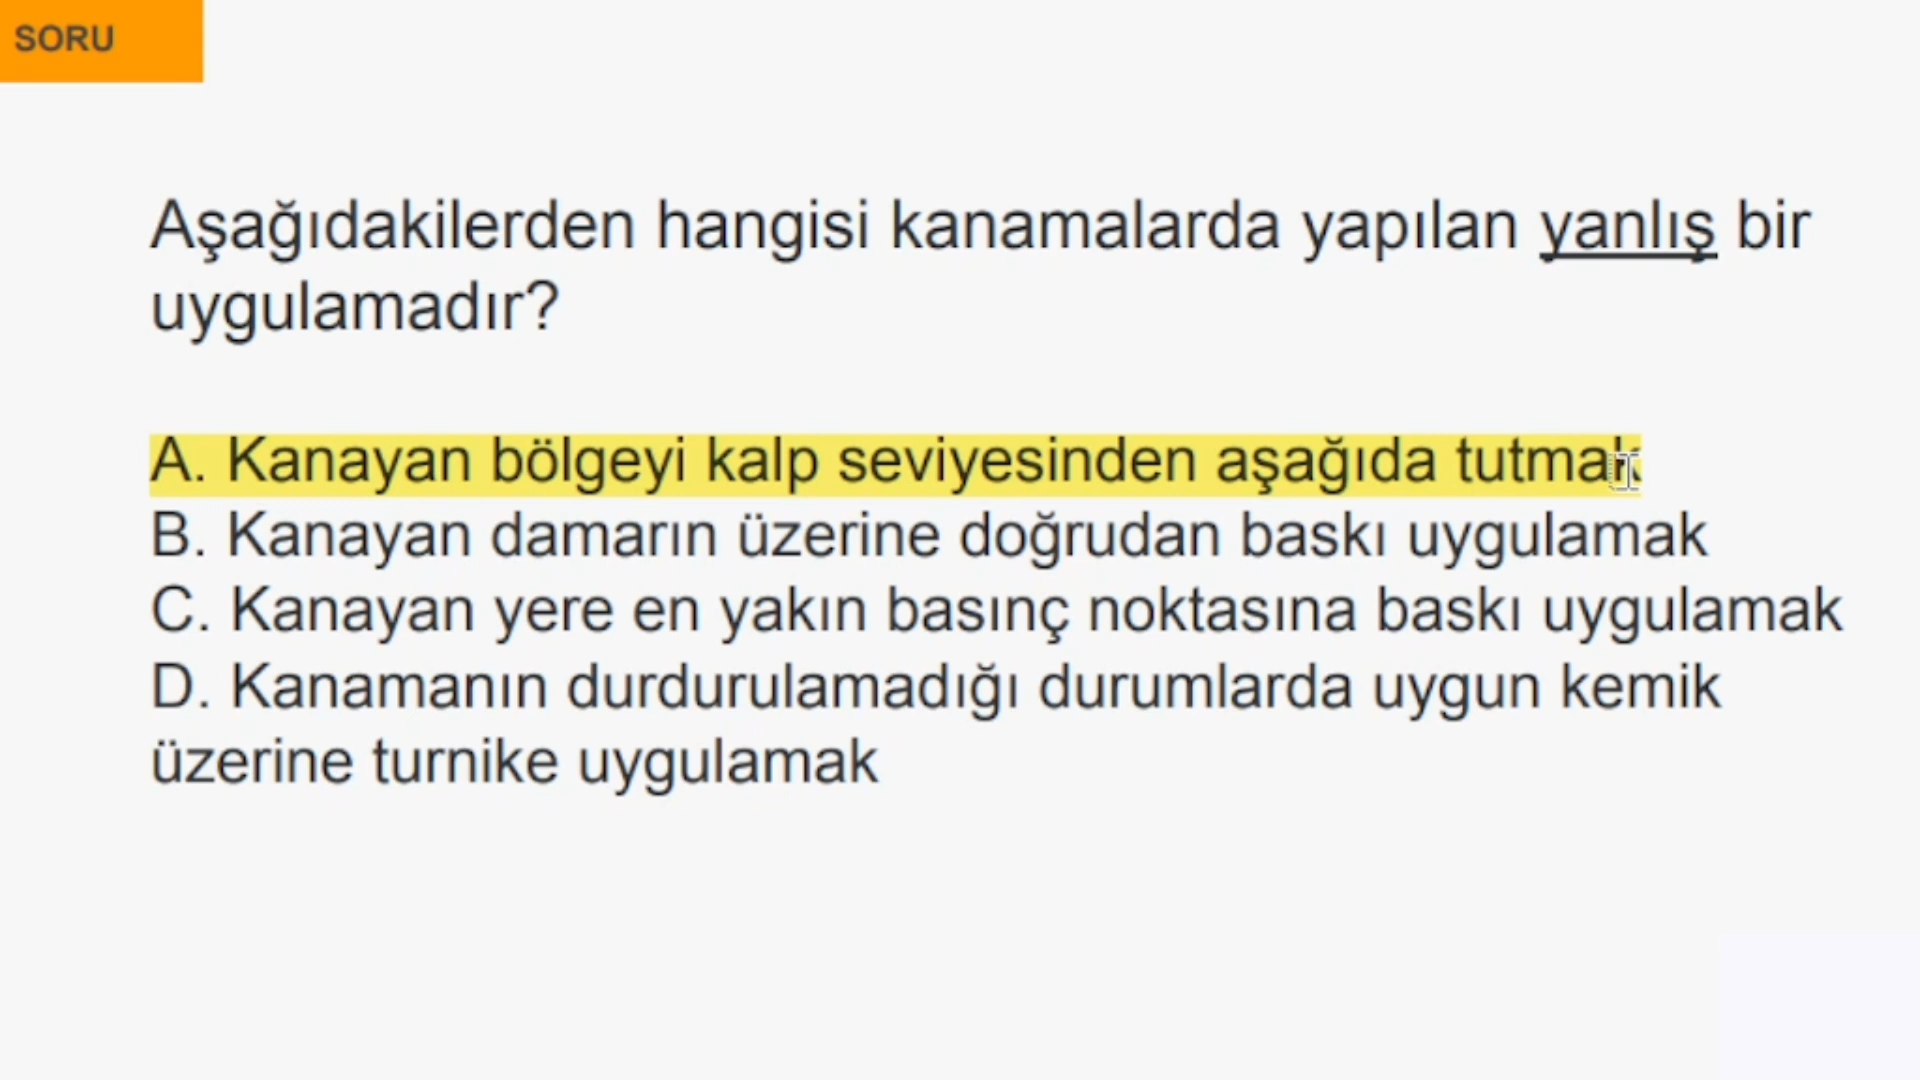 SORU
Aşağıdakilerden hangisi kanamalarda yapılan yanlış bir
uygulamadır?
A. Kanayan bölgeyi kalp seviyesinden aşağıda tutmak
B. Kanayan damarın üzerine doğrudan baskı uygulamak
C. Kanayan yere en yakın basınç noktasına baskı uygulamak
D. Kanamanın durdurulamadığı durumlarda uygun kemik
üzerine turnike uygulamak